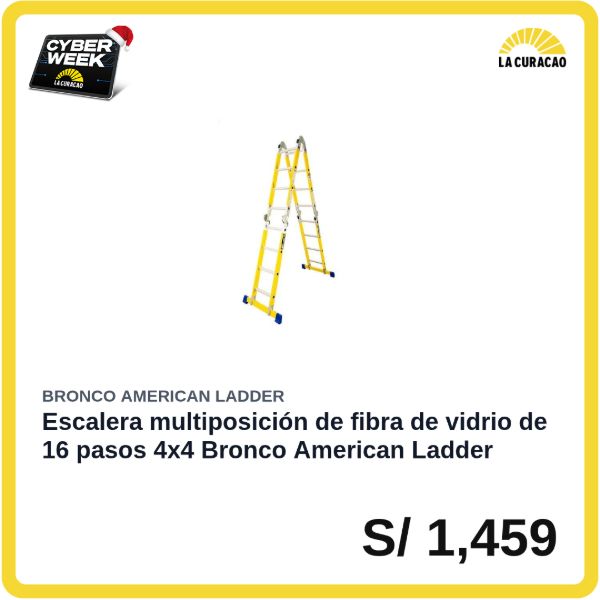 CYBER
WEEK
LA CURACAO
LA CURACAO
BRONCO AMERICAN LADDER
Escalera multiposición de fibra de vidrio de
16 pasos 4x4 Bronco American Ladder
S/ 1,459